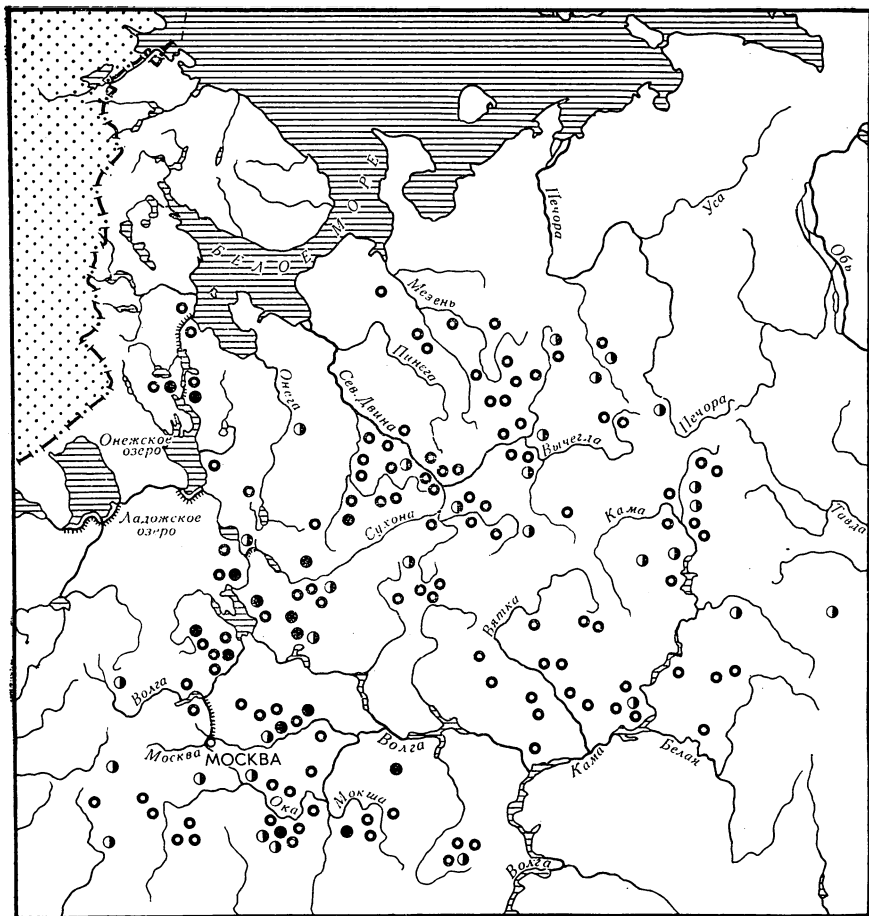 БЕЛОЕ МОРЕ
Печора
Уса
Обь
Мезень
Пинега
Сев. Двина
Онега
Онежское
озеро
Вычегда
Печора
Ладожское
озеро
Сухона
Кама
Тавда
Вятка
Волга
Москва
МОСКВА
Волга
Кама
Белая
Ока
Мокша
Волга